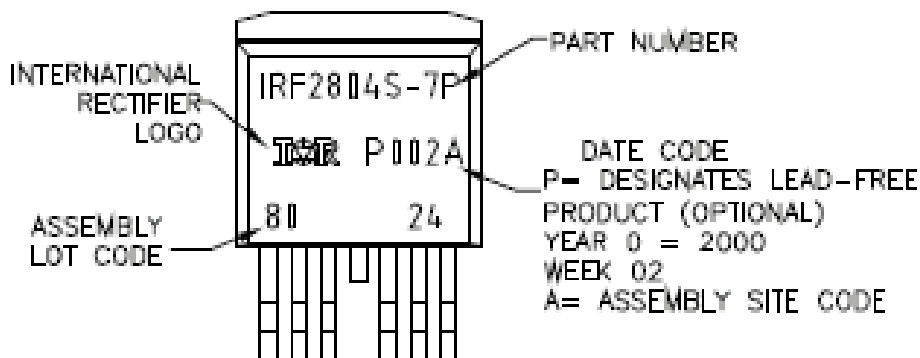 PART NUMBER
INTERNATIONAL
RECTIFIER
LOGO
IRF2804S-7P
IOR P002A
DATE CODE
P= DESIGNATES LEAD-FREE
PRODUCT (OPTIONAL)
YEAR 0 = 2000
WEEK 02
A= ASSEMBLY SITE CODE
ASSEMBLY
LOT CODE
80 24